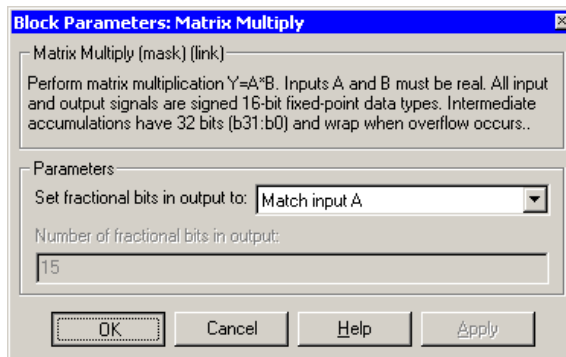 Block Parameters: Matrix Multiply
Matrix Multiply (mask) (link)
Perform matrix multiplication Y=A*B. Inputs A and B must be real. All input
and output signals are signed 16-bit fixed-point data types. Intermediate
accumulations have 32 bits (b31:b0) and wrap when overflow occurs..
Parameters
Set fractional bits in output to: Match input A
Number of fractional bits in output:
15
OK Cancel Help Apply